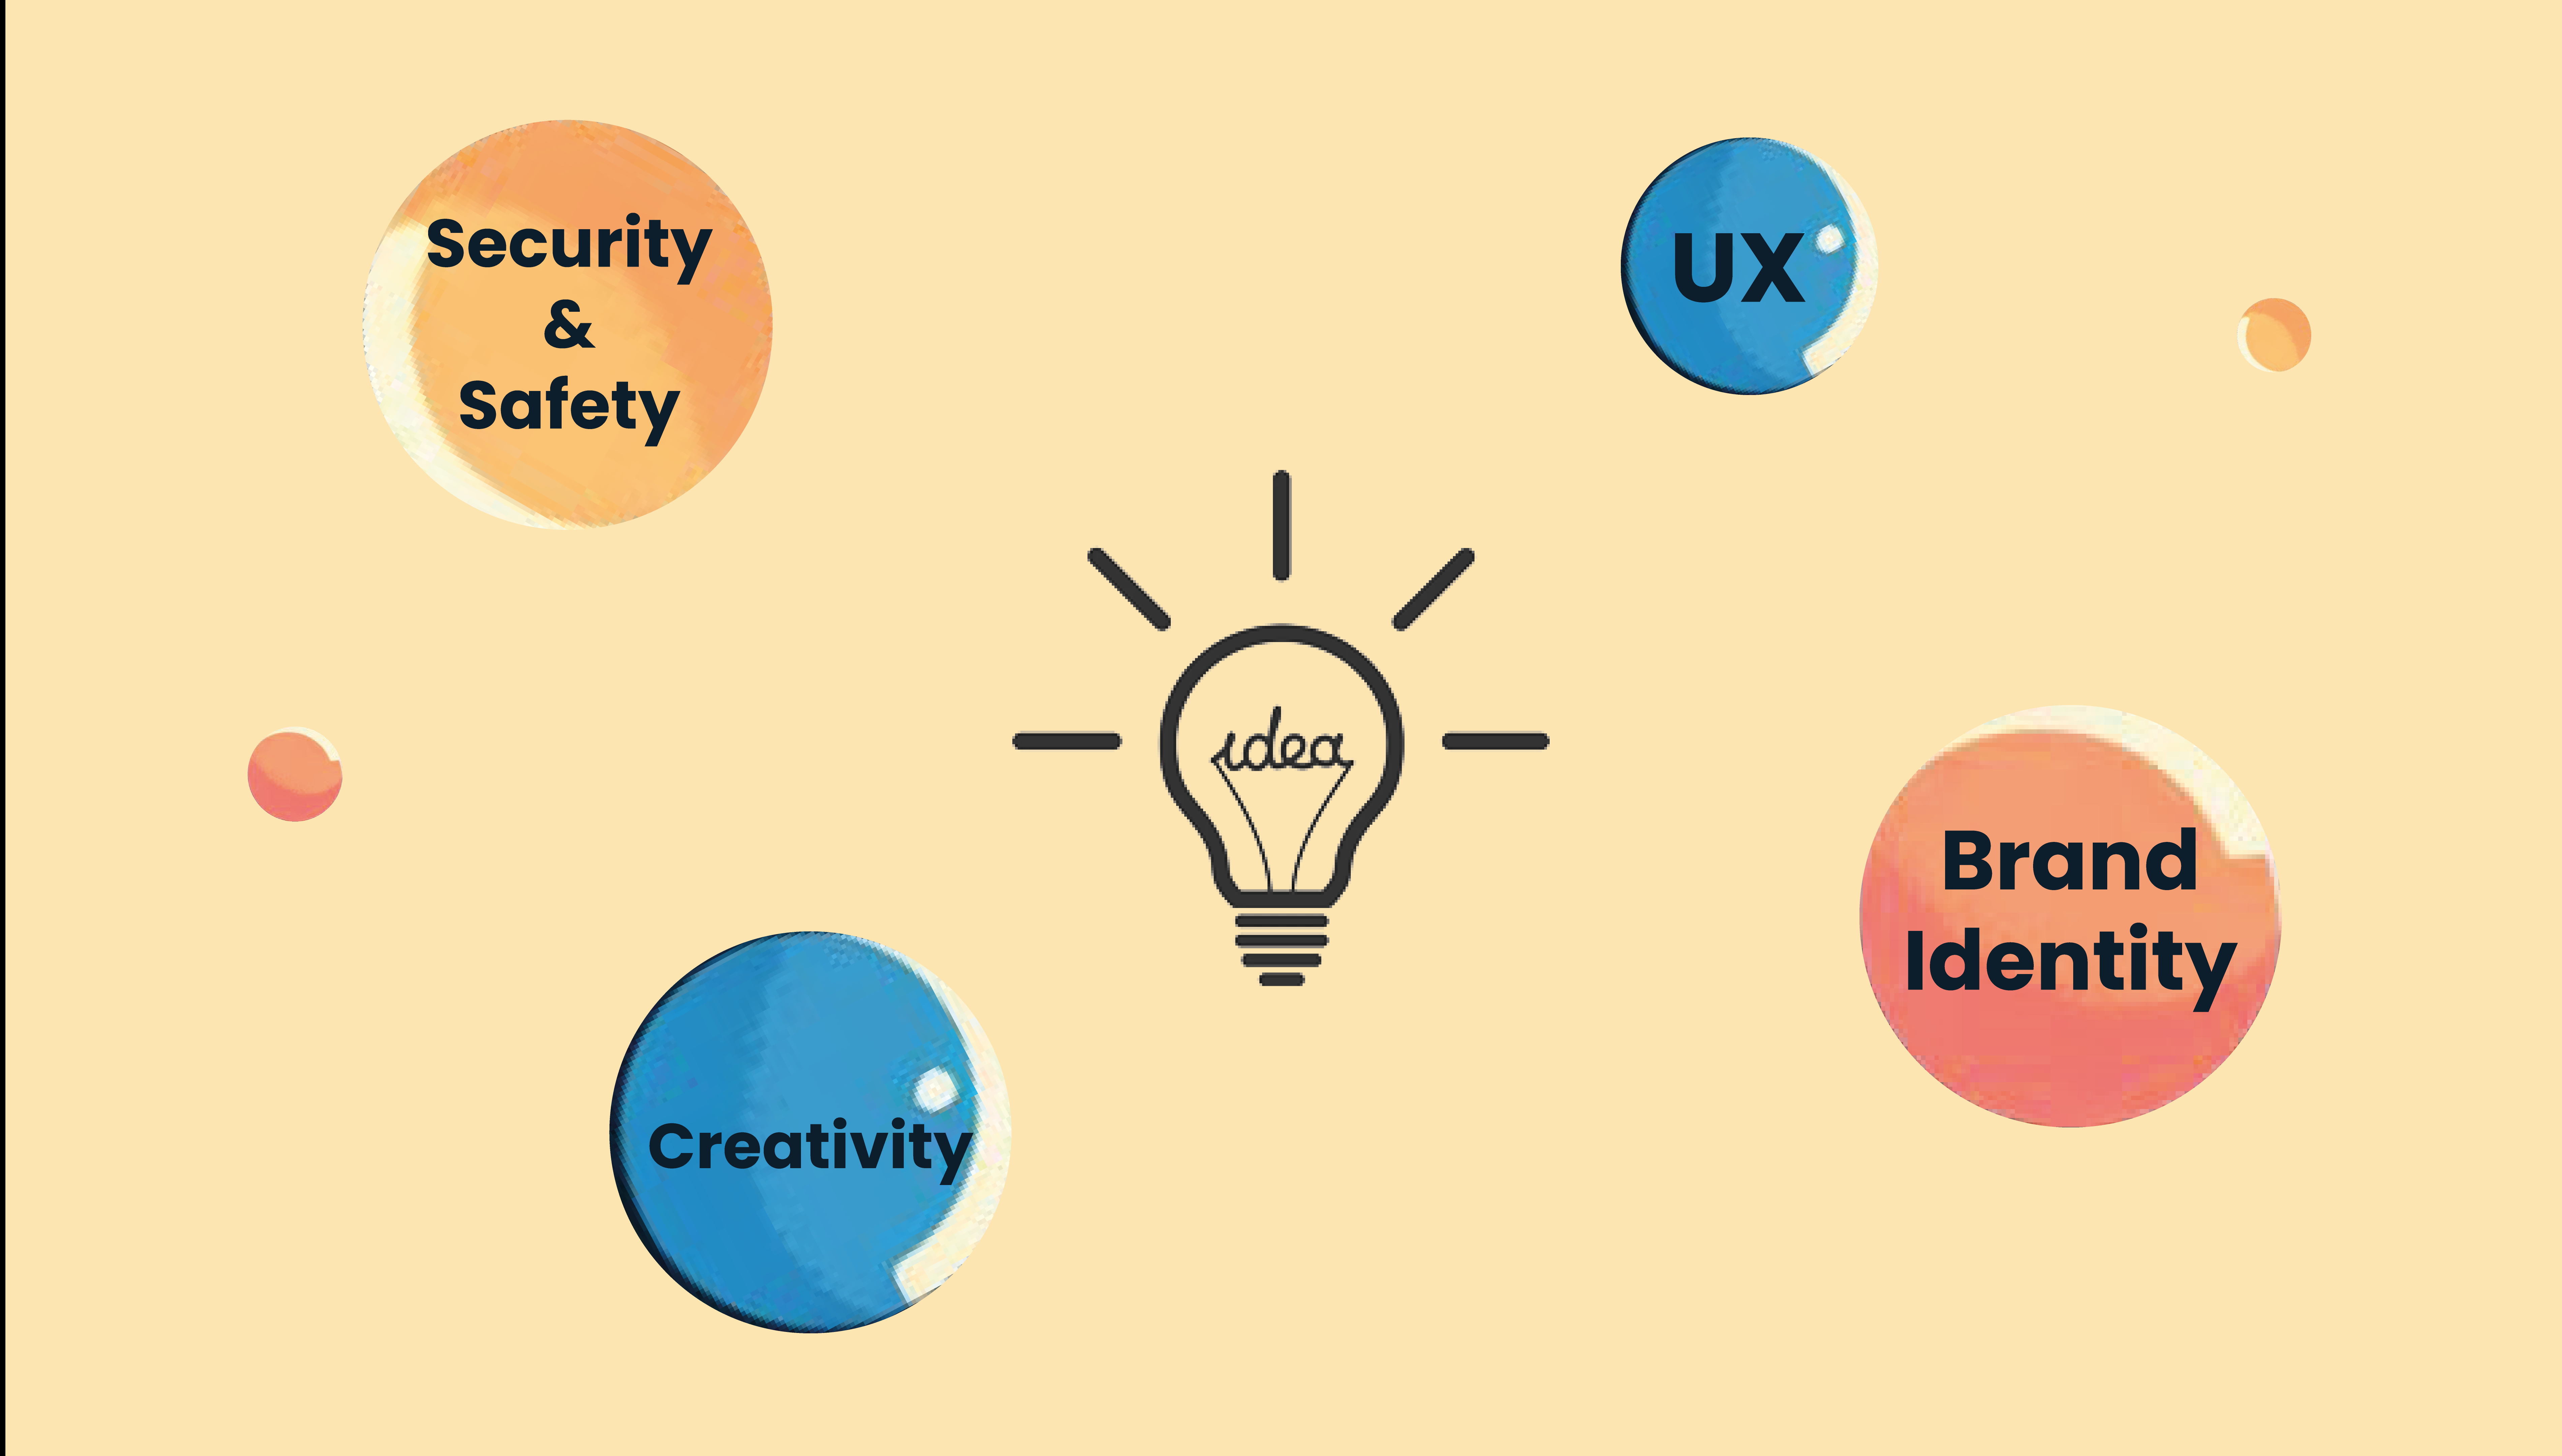 Security
&
Safety
UX
idea
Brand
Identity
Creativity